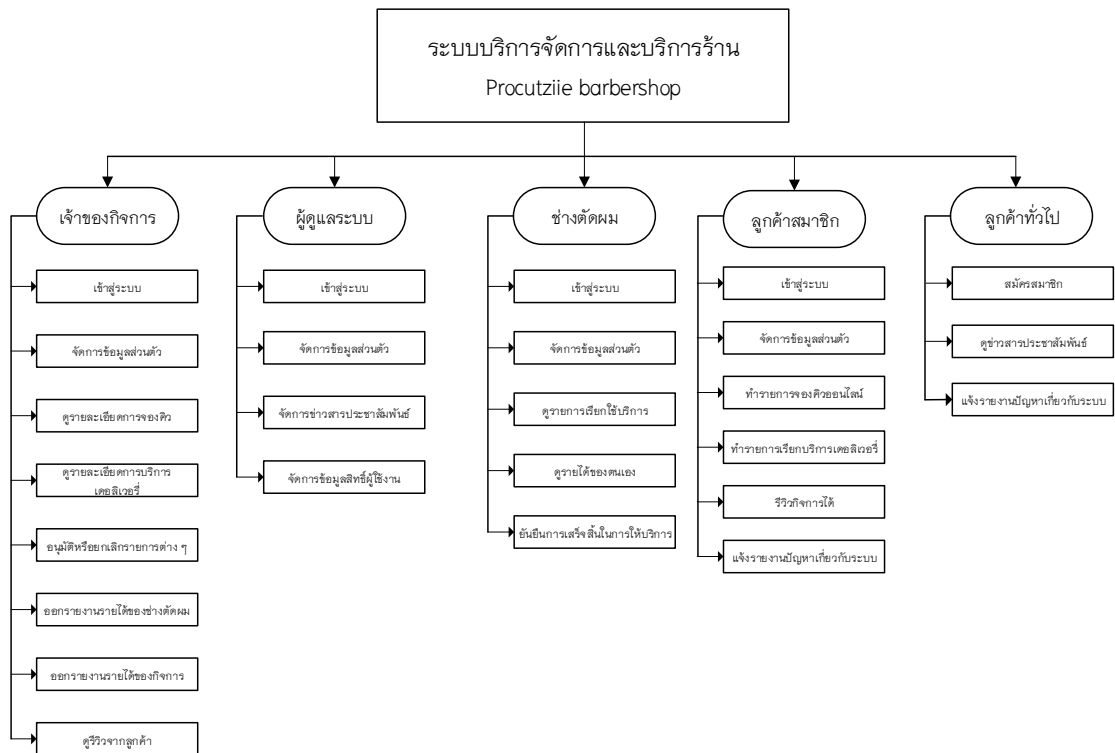 ระบบบริการจัดการและบริการร้าน
Procutziie barbershop
เจ้าของกิจการ
เข้าสู่ระบบ
จัดการข้อมูลส่วนตัว
ดูรายละเอียดการจองคิว
ดูรายละเอียดการบริการ
เดอลิเวอรี่
อนุมัติหรือยกเลิกรายการต่าง ๆ
ออกรายงานรายได้ของช่างตัดผม
ออกรายงานรายได้ของกิจการ
ดูรีวิวจากลูกค้า
ผู้ดูแลระบบ
เข้าสู่ระบบ
จัดการข้อมูลส่วนตัว
จัดการข่าวสารประชาสัมพันธ์
จัดการข้อมูลสิทธิ์ผู้ใช้งาน
ช่างตัดผม
เข้าสู่ระบบ
จัดการข้อมูลส่วนตัว
ดูรายการเรียกใช้บริการ
ดูรายได้ของตนเอง
ยันยืนการเสร็จสิ้นในการให้บริการ
ลูกค้าสมาชิก
เข้าสู่ระบบ
จัดการข้อมูลส่วนตัว
ทำรายการจองคิวออนไลน์
ทำรายการเรียกบริการเดอลิเวอรี่
รีวิวกิจการได้
แจ้งรายงานปัญหาเกี่ยวกับระบบ
ลูกค้าทั่วไป
สมัครสมาชิก
ดูข่าวสารประชาสัมพันธ์
แจ้งรายงานปัญหาเกี่ยวกับระบบ